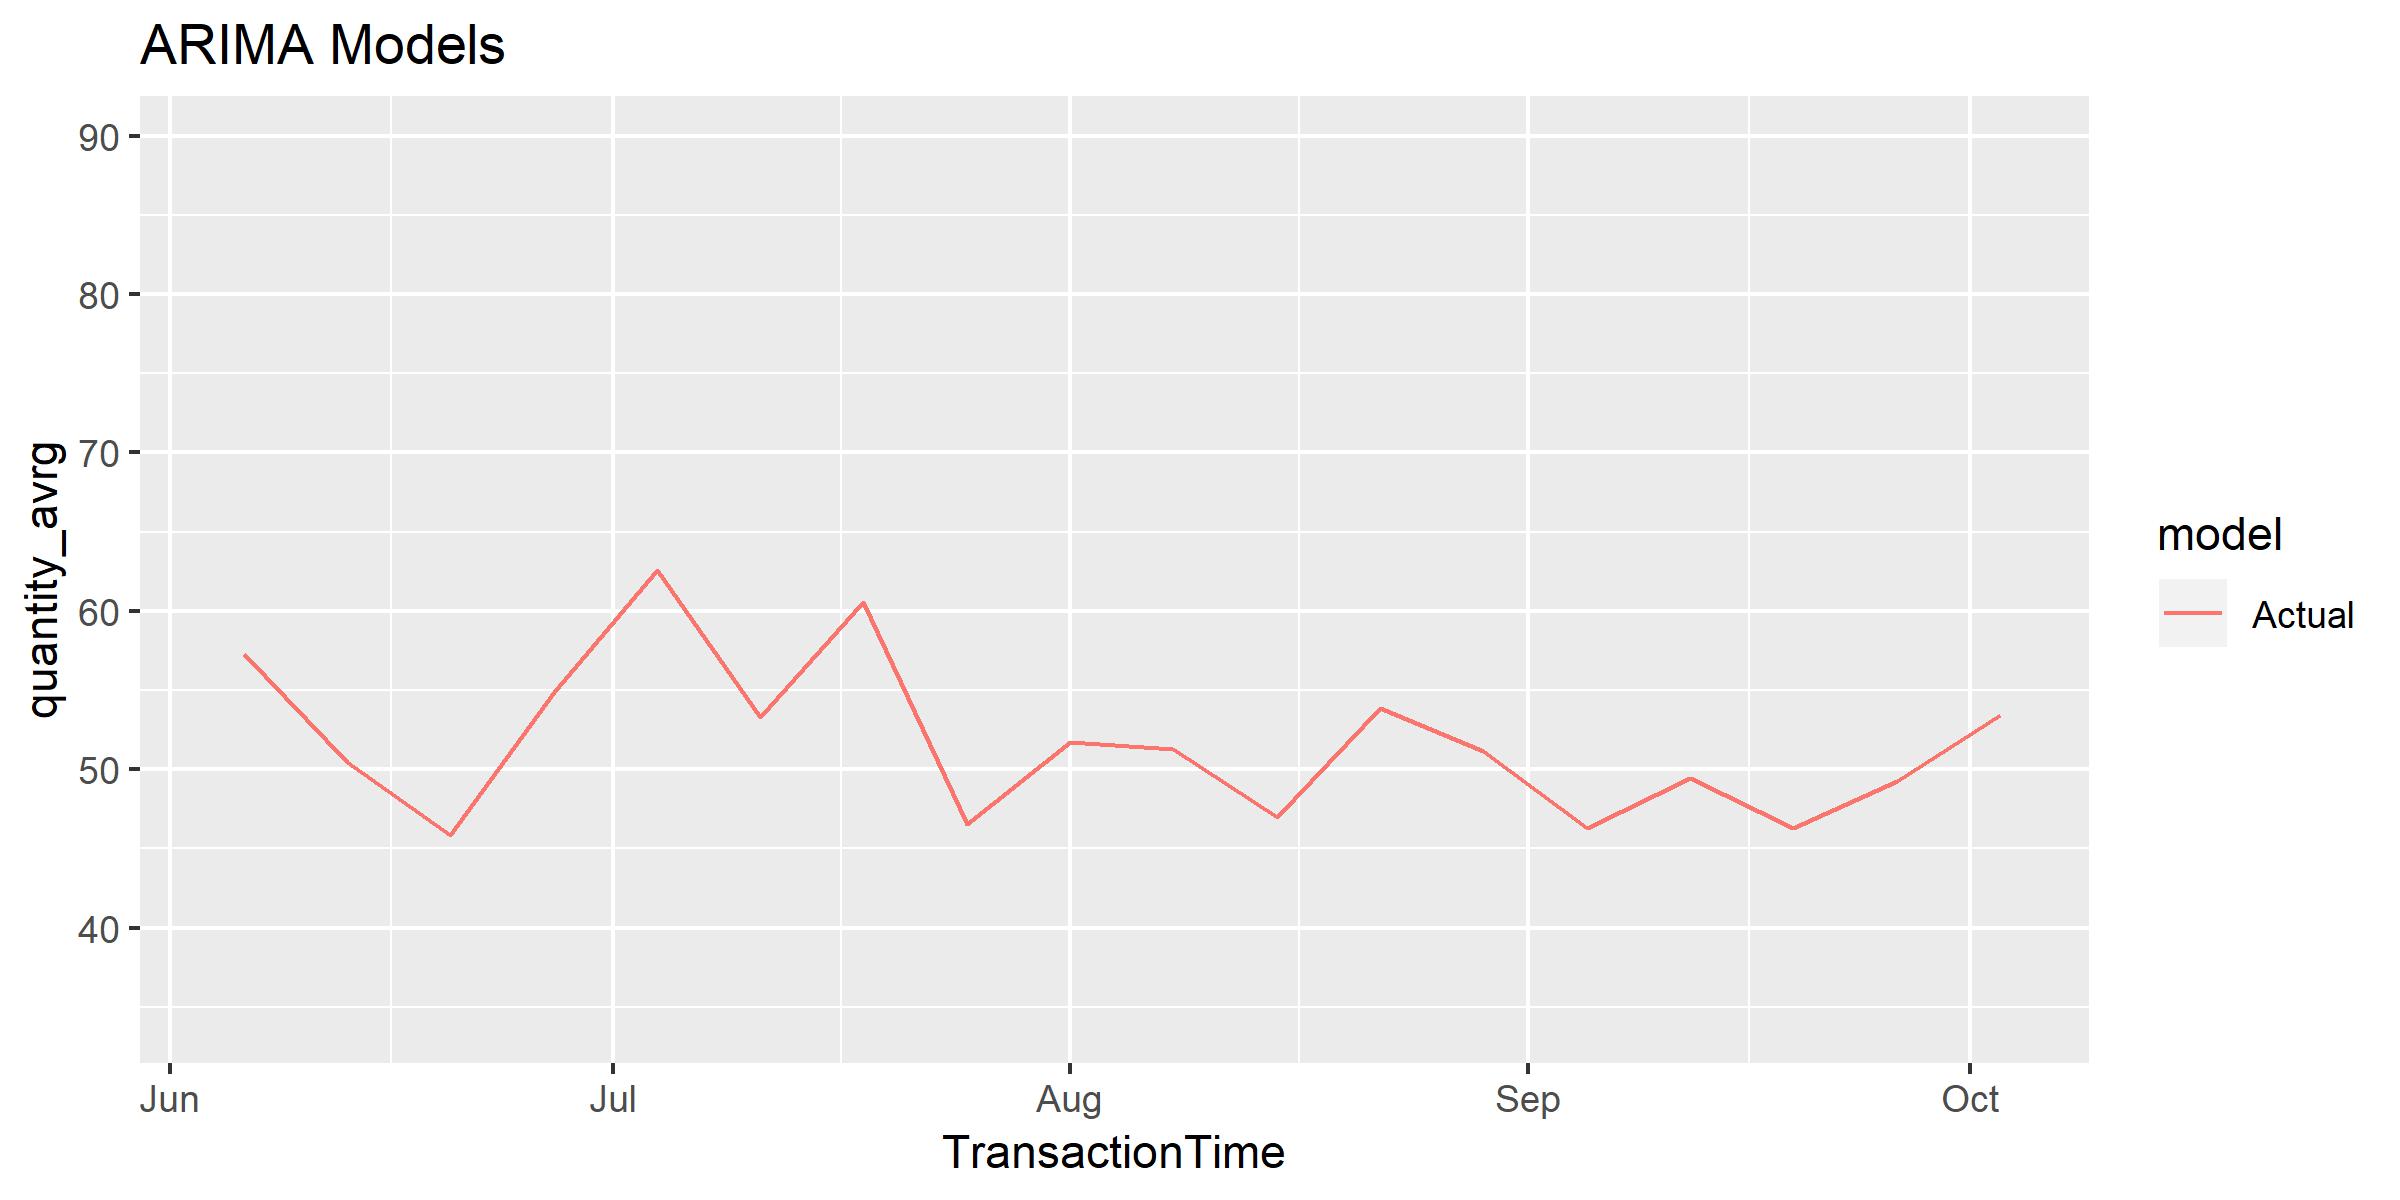 ARIMA Models
quantity_avrg
90
80
70
60
50
40
Jun
Jul
Aug
Sep
Oct
TransactionTime
model
Actual